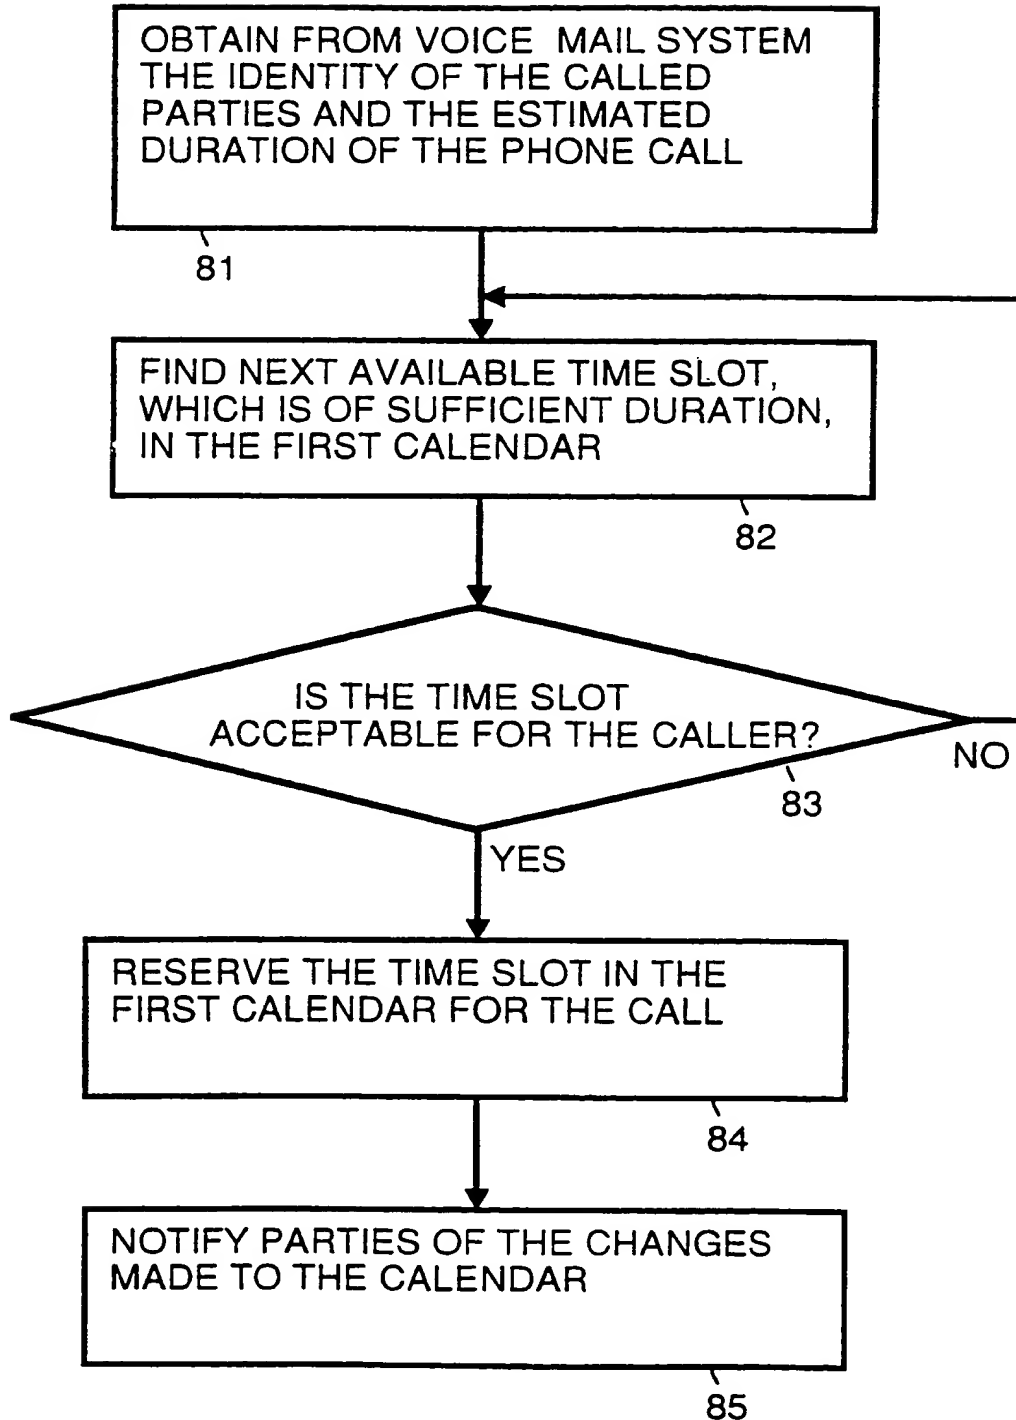 OBTAIN FROM VOICE MAIL SYSTEM
THE IDENTITY OF THE CALLED
PARTIES AND THE ESTIMATED
DURATION OF THE PHONE CALL
81
FIND NEXT AVAILABLE TIME SLOT,
WHICH IS OF SUFFICIENT DURATION,
IN THE FIRST CALENDAR
82
IS THE TIME SLOT
ACCEPTABLE FOR THE CALLER?
NO
83
YES
RESERVE THE TIME SLOT IN THE
FIRST CALENDAR FOR THE CALL
84
NOTIFY PARTIES OF THE CHANGES
MADE TO THE CALENDAR
85